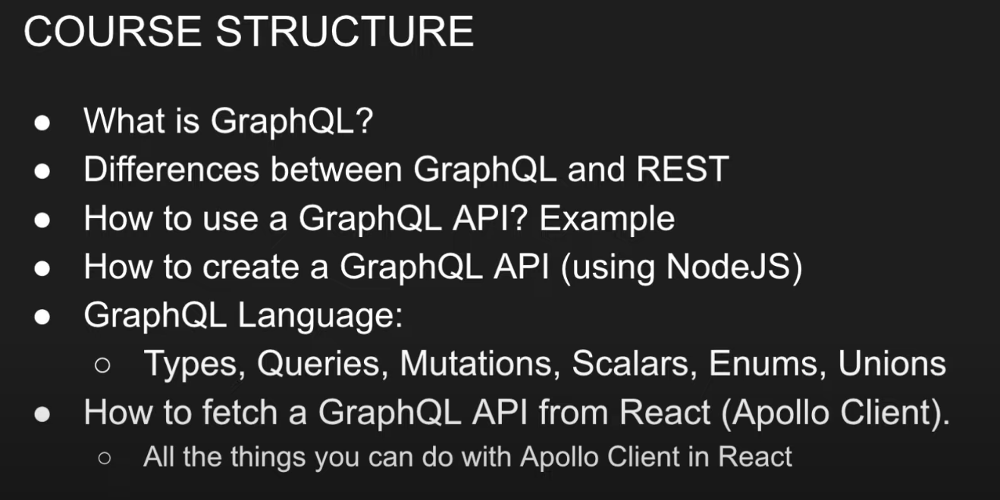 COURSE STRUCTURE
● What is GraphQL?
● Differences between GraphQL and REST
● How to use a GraphQL API? Example
● How to create a GraphQL API (using NodeJS)
● GraphQL Language:
○ Types, Queries, Mutations, Scalars, Enums, Unions
● How to fetch a GraphQL API from React (Apollo Client).
○ All the things you can do with Apollo Client in React